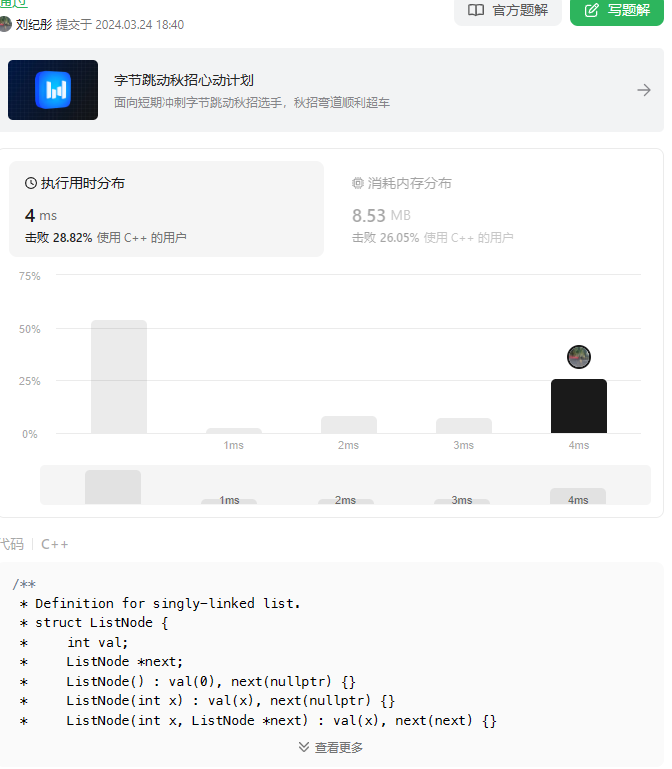 官方题解
写题解
刘纪彤 提交于 2024.03.24 18:40
字节跳动秋招心动计划
面向短期冲刺字节跳动秋招选手，秋招弯道顺利超车
执行用时分布
4 ms
击败 28.82% 使用 C++ 的用户
消耗内存分布
8.53 MB
击败 26.05% 使用 C++ 的用户
75%
50%
25%
0%
1ms
2ms
3ms
4ms
1ms
2ms
3ms
4ms
代码
C++
/**
* Definition for singly-linked list.
* struct ListNode {
*     int val;
*     ListNode *next;
*     ListNode() : val(0), next(nullptr) {}
*     ListNode(int x) : val(x), next(nullptr) {}
*     ListNode(int x, ListNode *next) : val(x), next(next) {}
查看更多